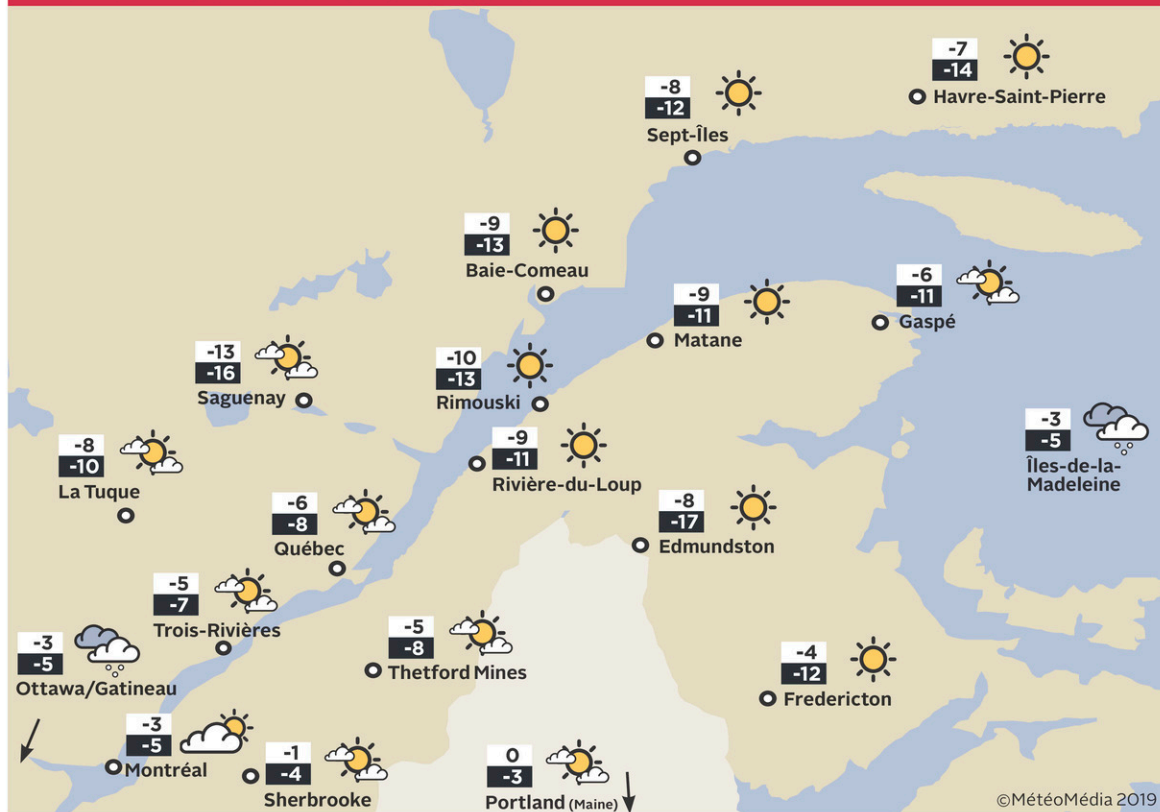 -7
-14
Havre-Saint-Pierre
-8
-12
Sept-Îles
-9
-13
Baie-Comeau
-6
-11
Gaspé
-9
-11
Matane
-13
-16
Saguenay
-10
-13
Rimouski
-3
-5
Îles-de-la-
Madeleine
-8
-10
La Tuque
-9
-11
Rivière-du-Loup
-6
-8
Québec
-8
-17
Edmundston
-5
-7
Trois-Rivières
-5
-8
Thetford Mines
-3
-5
Ottawa/Gatineau
-4
-12
Fredericton
-3
-5
Montréal
-1
-4
Sherbrooke
0
-3
Portland (Maine)
©MétéoMédia 2019